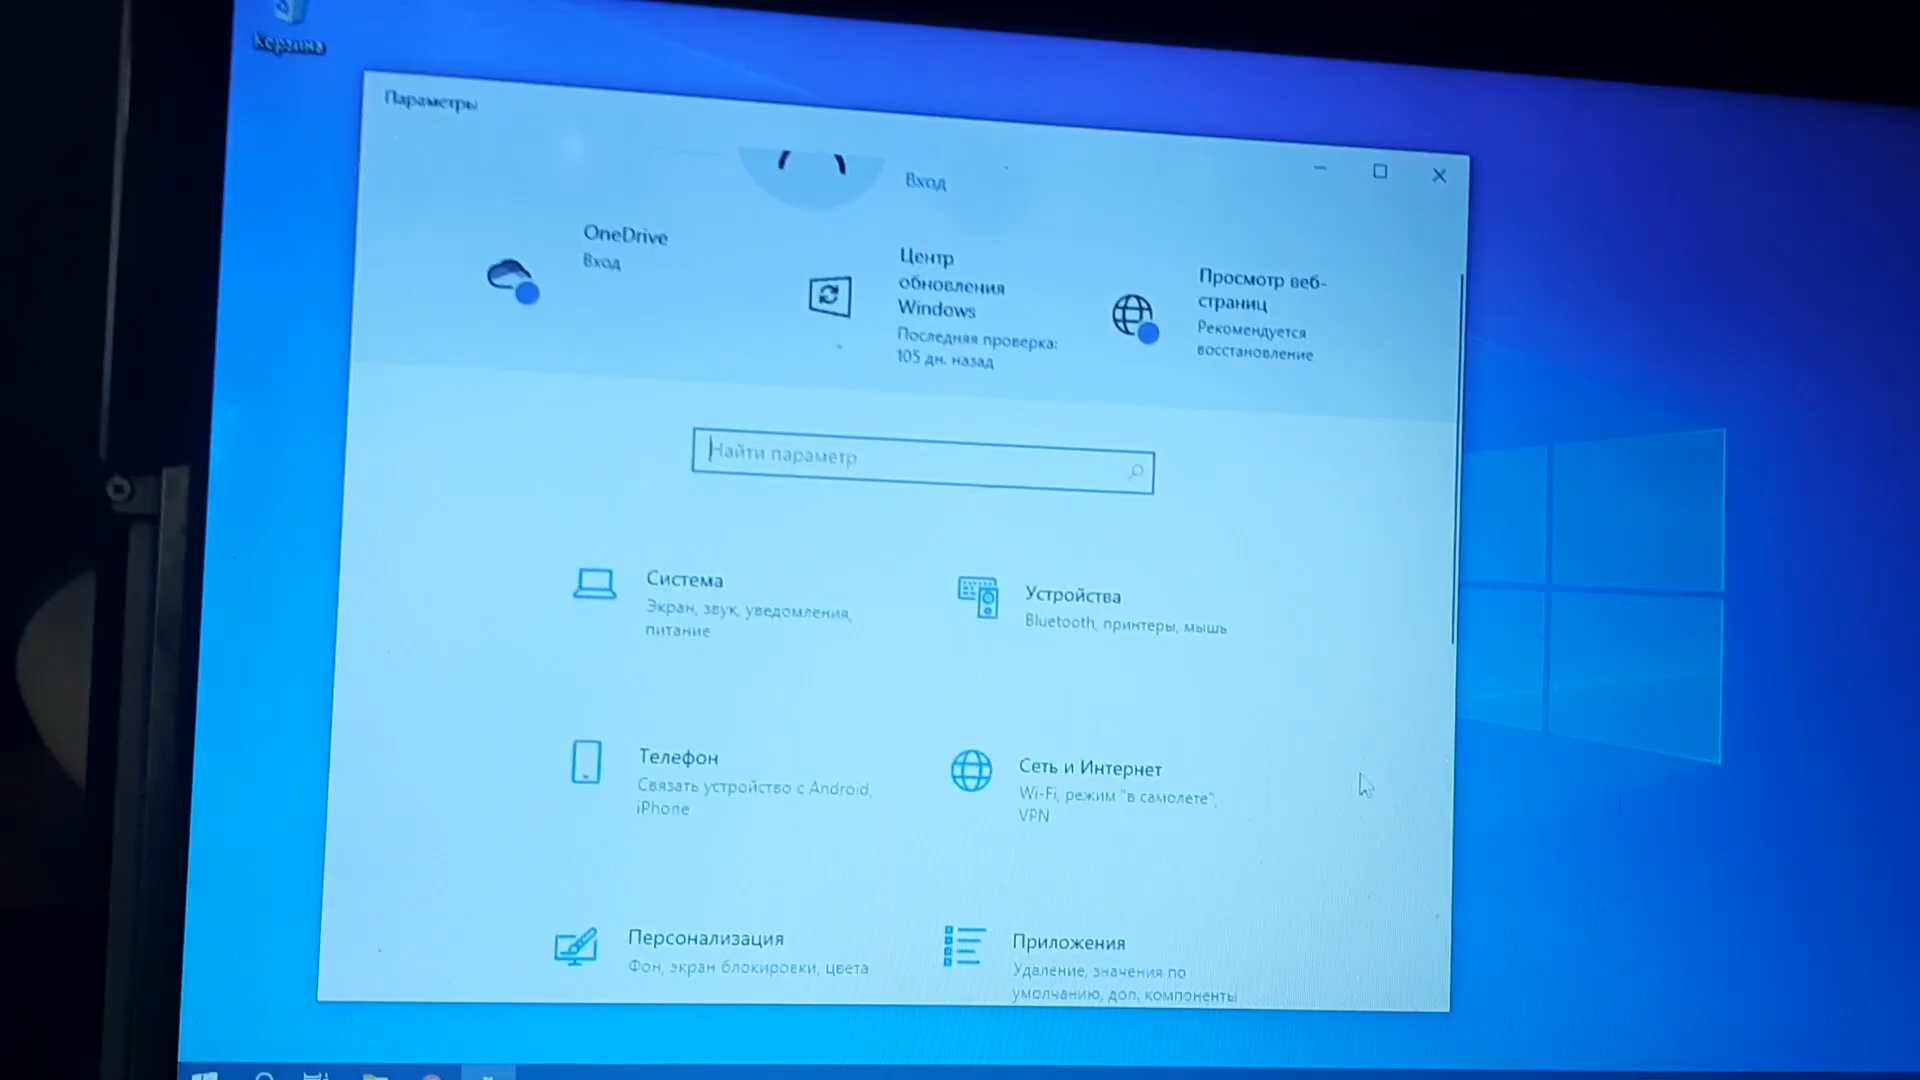 Корзина
Параметры
Вход
OneDrive
Вход
Центр
обновления
Windows
Последняя проверка:
105 дн. назад
Просмотр веб-
страниц
Рекомендуется
восстановление
Найти параметр
Система
Экран, звук, уведомления,
питание
Устройства
Bluetooth, принтеры, мышь
Телефон
Связать устройство с Android,
iPhone
Сеть и Интернет
Wi-Fi, режим "в самолете",
VPN
Персонализация
Фон, экран блокировки, цвета
Приложения
Удаление, значения по
умолчанию, доп. компоненты